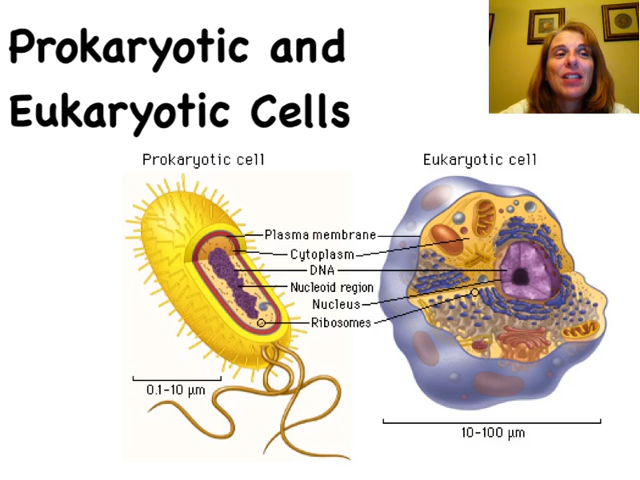 Prokaryotic and
Eukaryotic Cells
Prokaryotic cell
Eukaryotic cell
Plasma membrane
Cytoplasm
DNA
Nucleoid region
Nucleus
Ribosomes
0.1-10 µm
10-100 µm